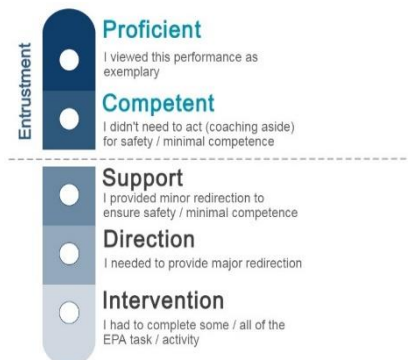 Entrustment
Proficient
I viewed this performance as
exemplary
Competent
I didn't need to act (coaching aside)
for safety / minimal competence
Support
I provided minor redirection to
ensure safety / minimal competence
Direction
I needed to provide major redirection
Intervention
I had to complete some / all of the
EPA task / activity